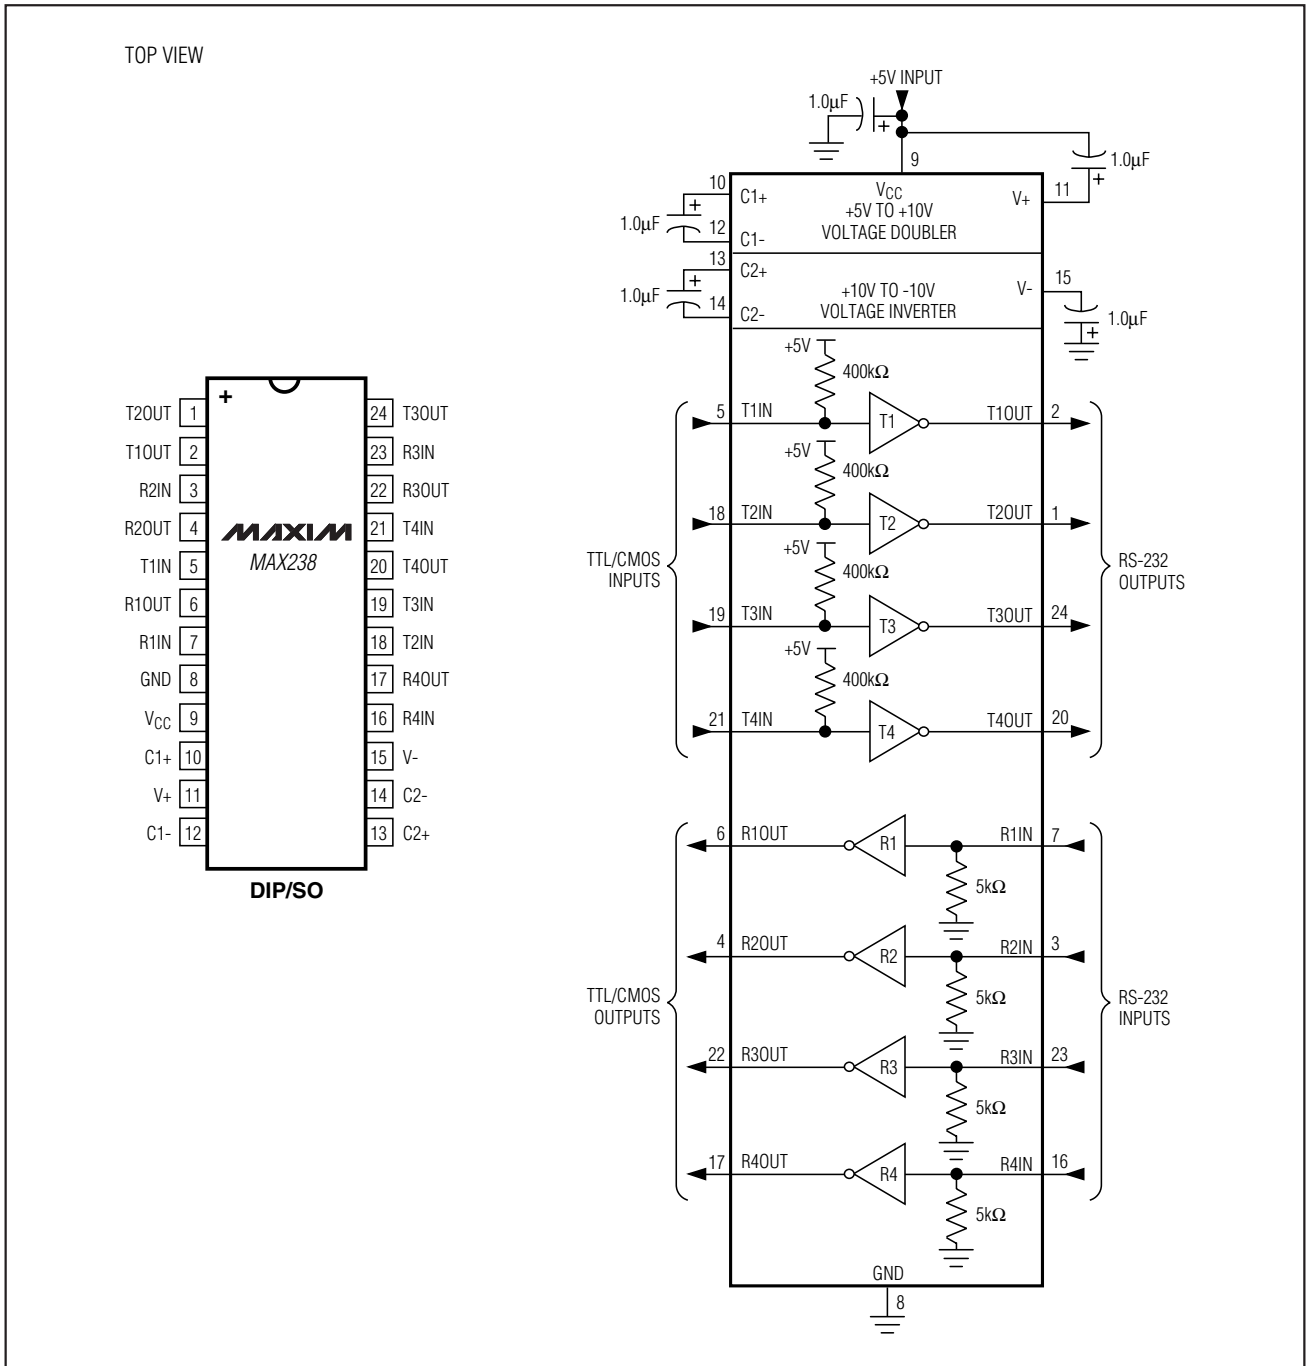 TOP VIEW
+
T2OUT 1
T1OUT 2
R2IN 3
R2OUT 4
T1IN 5
R1OUT 6
R1IN 7
GND 8
VCC 9
C1+ 10
V+ 11
C1- 12
24 T3OUT
23 R3IN
22 R3OUT
21 T4IN
20 T4OUT
19 T3IN
18 T2IN
17 R4OUT
16 R4IN
15 V-
14 C2-
13 C2+
MAXIM
MAX238
DIP/SO
+5V INPUT
1.0μF
+
9
1.0μF
+
10 C1+
1.0μF
+
12 C1-
VCC
+5V TO +10V
VOLTAGE DOUBLER
V+ 11
13 C2+
1.0μF
+
14 C2-
+10V TO -10V
VOLTAGE INVERTER
V- 15
1.0μF
+
TTL/CMOS
INPUTS
+5V
400kΩ
5 T1IN T1 T1OUT 2
+5V
400kΩ
18 T2IN T2 T2OUT 1
+5V
400kΩ
19 T3IN T3 T3OUT 24
+5V
400kΩ
21 T4IN T4 T4OUT 20
RS-232
OUTPUTS
TTL/CMOS
OUTPUTS
6 R1OUT R1 R1IN 7
5kΩ
4 R2OUT R2 R2IN 3
5kΩ
22 R3OUT R3 R3IN 23
5kΩ
17 R4OUT R4 R4IN 16
5kΩ
RS-232
INPUTS
GND
8